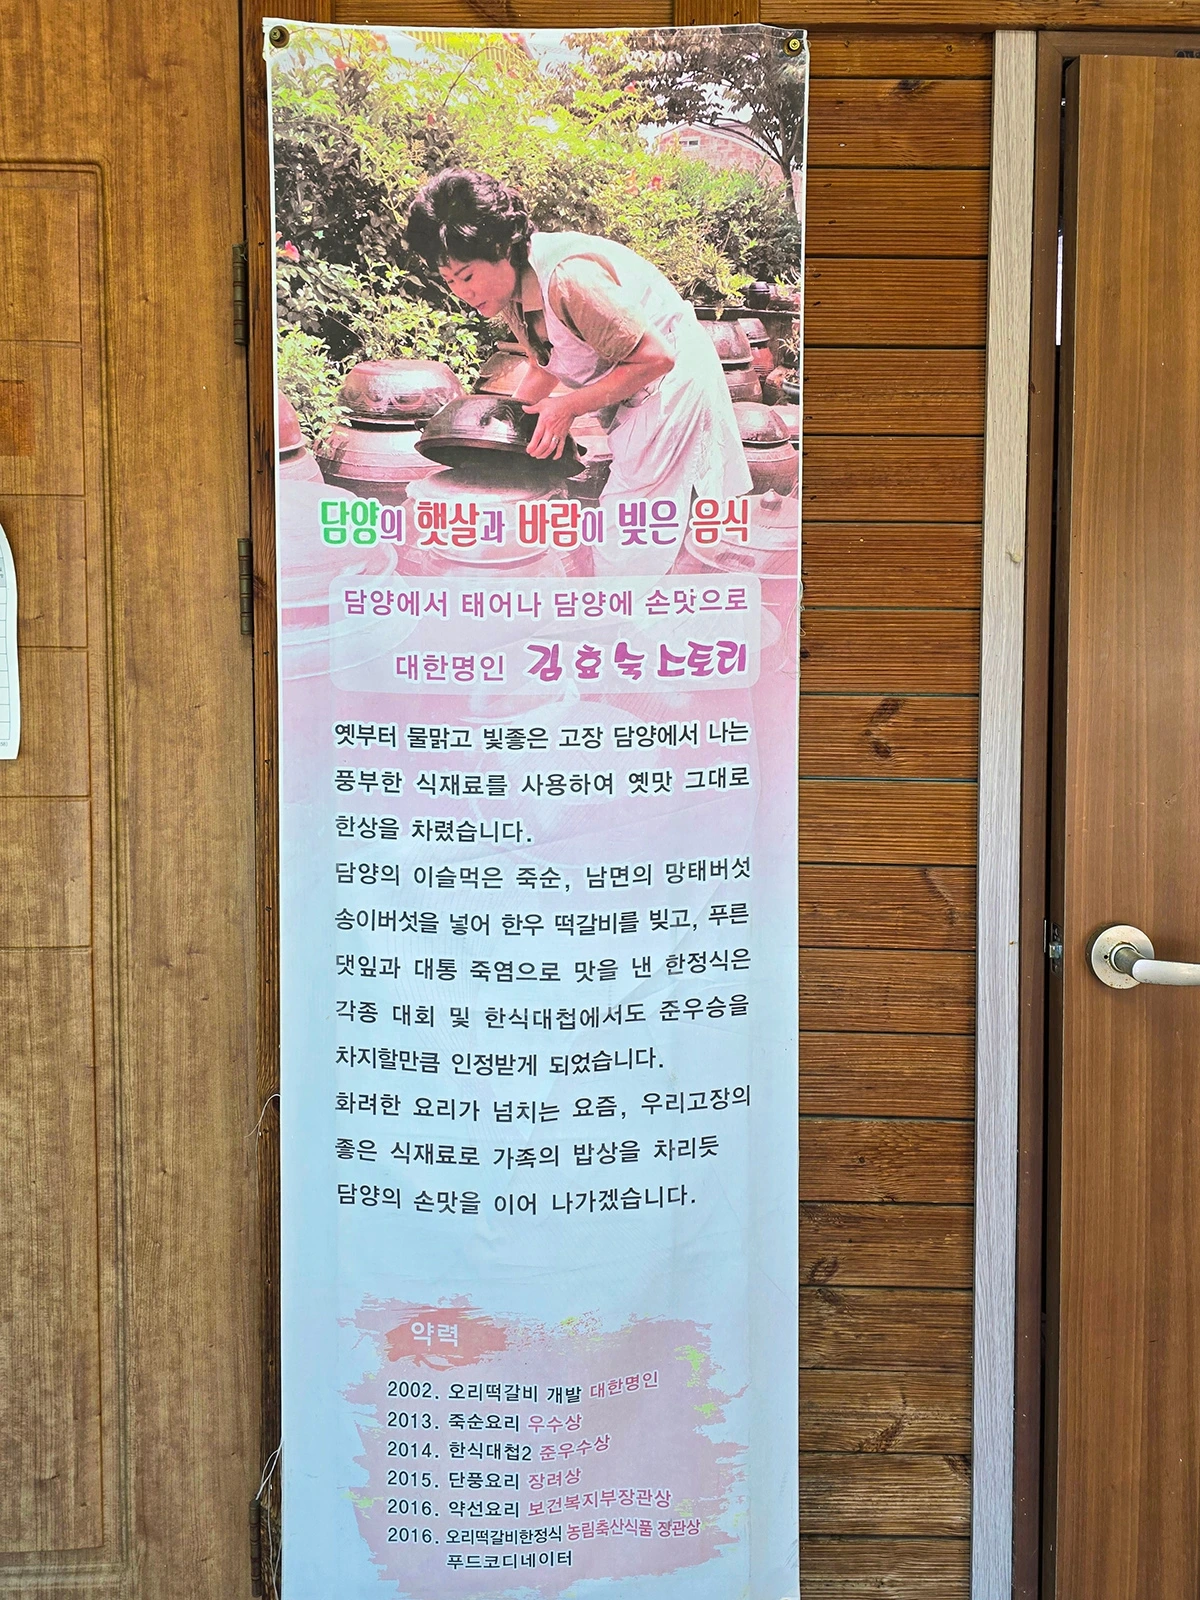 담양의 햇살과 바람이 빚은 음식
담양에서 태어나 담양에 손맛으로
대한명인 김효숙스토리
옛부터 물맑고 빛좋은 고장 담양에서 나는
풍부한 식재료를 사용하여 옛맛 그대로
한상을 차렸습니다.
담양의 이슬먹은 죽순, 남면의 망태버섯
송이버섯을 넣어 한우 떡갈비를 빚고, 푸른
댓잎과 대통 죽염으로 맛을 낸 한정식은
각종 대회 및 한식대첩에서도 준우승을
차지할만큼 인정받게 되었습니다.
화려한 요리가 넘치는 요즘, 우리고장의
좋은 식재료로 가족의 밥상을 차리듯
담양의 손맛을 이어 나가겠습니다.
약력
2002. 오리떡갈비 개발 대한명인
2013. 죽순요리 우수상
2014. 한식대첩2 준우수상
2015. 단풍요리 장려상
2016. 약선요리 보건복지부장관상
2016. 오리떡갈비한정식 농림축산식품 장관상
푸드코디네이터